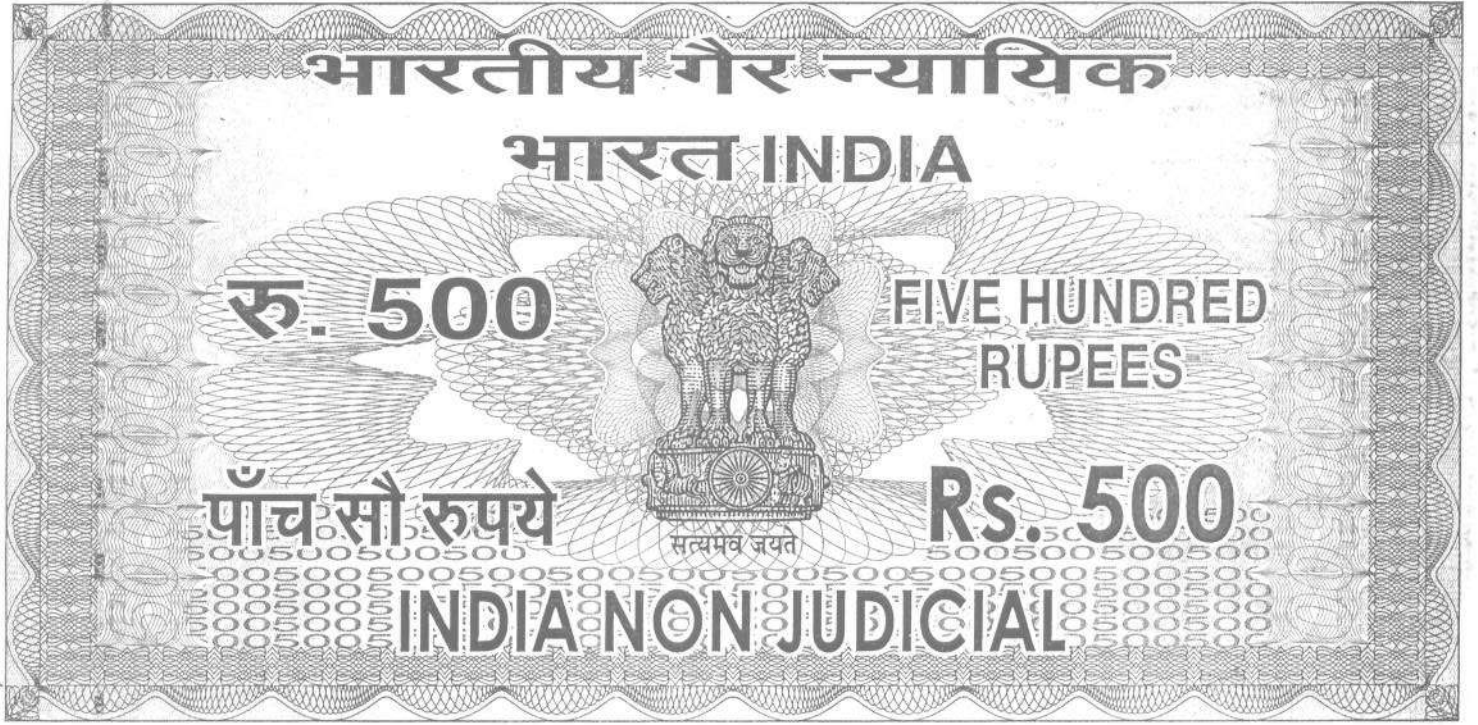 भारतीय गैर न्यायिक
भारत INDIA
रु. 500
FIVE HUNDRED
RUPEES
पाँच सौ रुपये
Rs. 500
सत्यमेव जयते
INDIA NON JUDICIAL